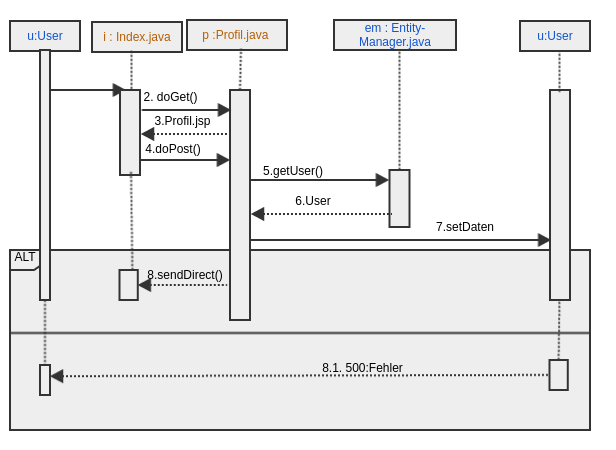 u:User
i : Index.java
p :Profil.java
em : Entity-
Manager.java
u:User
2. doGet()
3.Profil.jsp
4.doPost()
5.getUser()
6.User
7.setDaten
ALT
8.sendDirect()
8.1. 500:Fehler